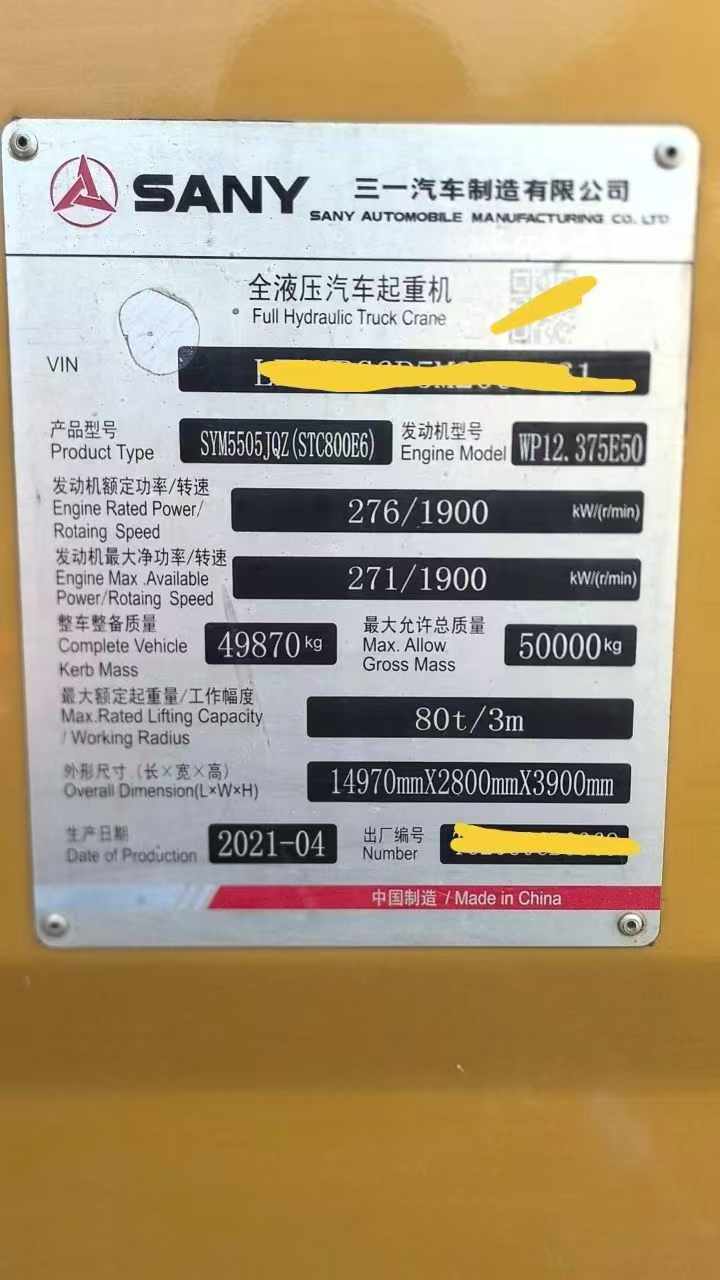 SANY
三一汽车制造有限公司
SANY AUTOMOBILE MANUFACTURING CO. LTD
全液压汽车起重机
Full Hydraulic Truck Crane
VIN
产品型号
Product Type
SYM5505JQZ(STC800E6)
发动机型号
Engine Model
WP12.375E50
发动机额定功率/转速
Engine Rated Power/
Rotaing Speed
276/1900 kW/(r/min)
发动机最大净功率/转速
Engine Max .Available
Power/Rotaing Speed
271/1900 kW/(r/min)
整车整备质量
Complete Vehicle
Kerb Mass
49870kg
最大允许总质量
Max. Allow
Gross Mass
50000kg
最大额定起重量/工作幅度
Max.Rated Lifting Capacity
/ Working Radius
80t/3m
外形尺寸（长×宽×高）
Overall Dimension(L×W×H)
14970mmX2800mmX3900mm
生产日期
Date of Production
2021-04
出厂编号
Number
中国制造 / Made in China